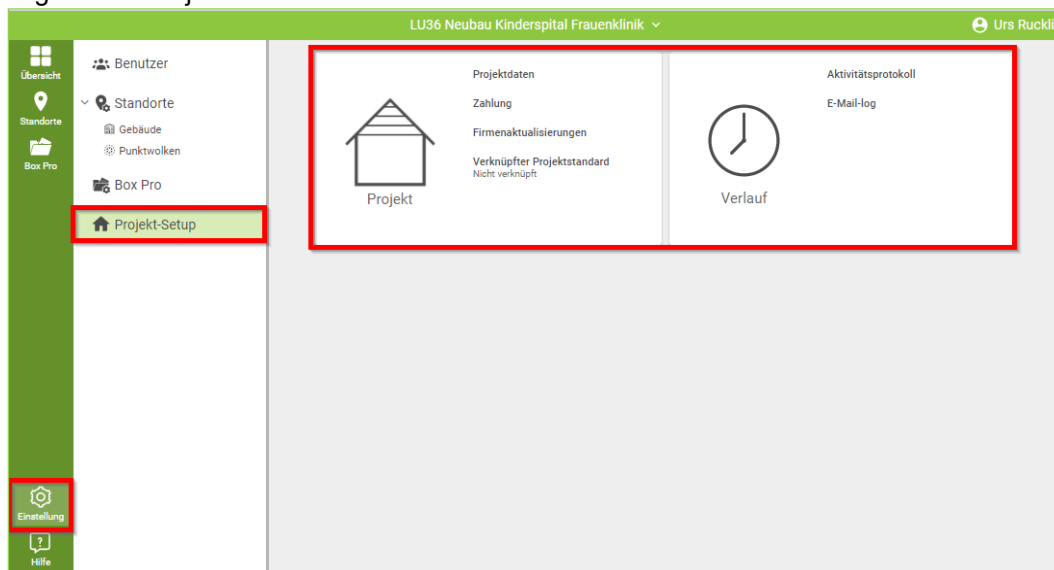 LU36 Neubau Kinderspital Frauenklinik
Urs Ruckli
Übersicht
Standorte
Box Pro
Einstellung
Hilfe
Benutzer
Standorte
Gebäude
Punktwolken
Box Pro
Projekt-Setup
Projekt
Projektdaten
Zahlung
Firmenaktualisierungen
Verknüpfter Projektstandard
Nicht verknüpft
Verlauf
Aktivitätsprotokoll
E-Mail-log